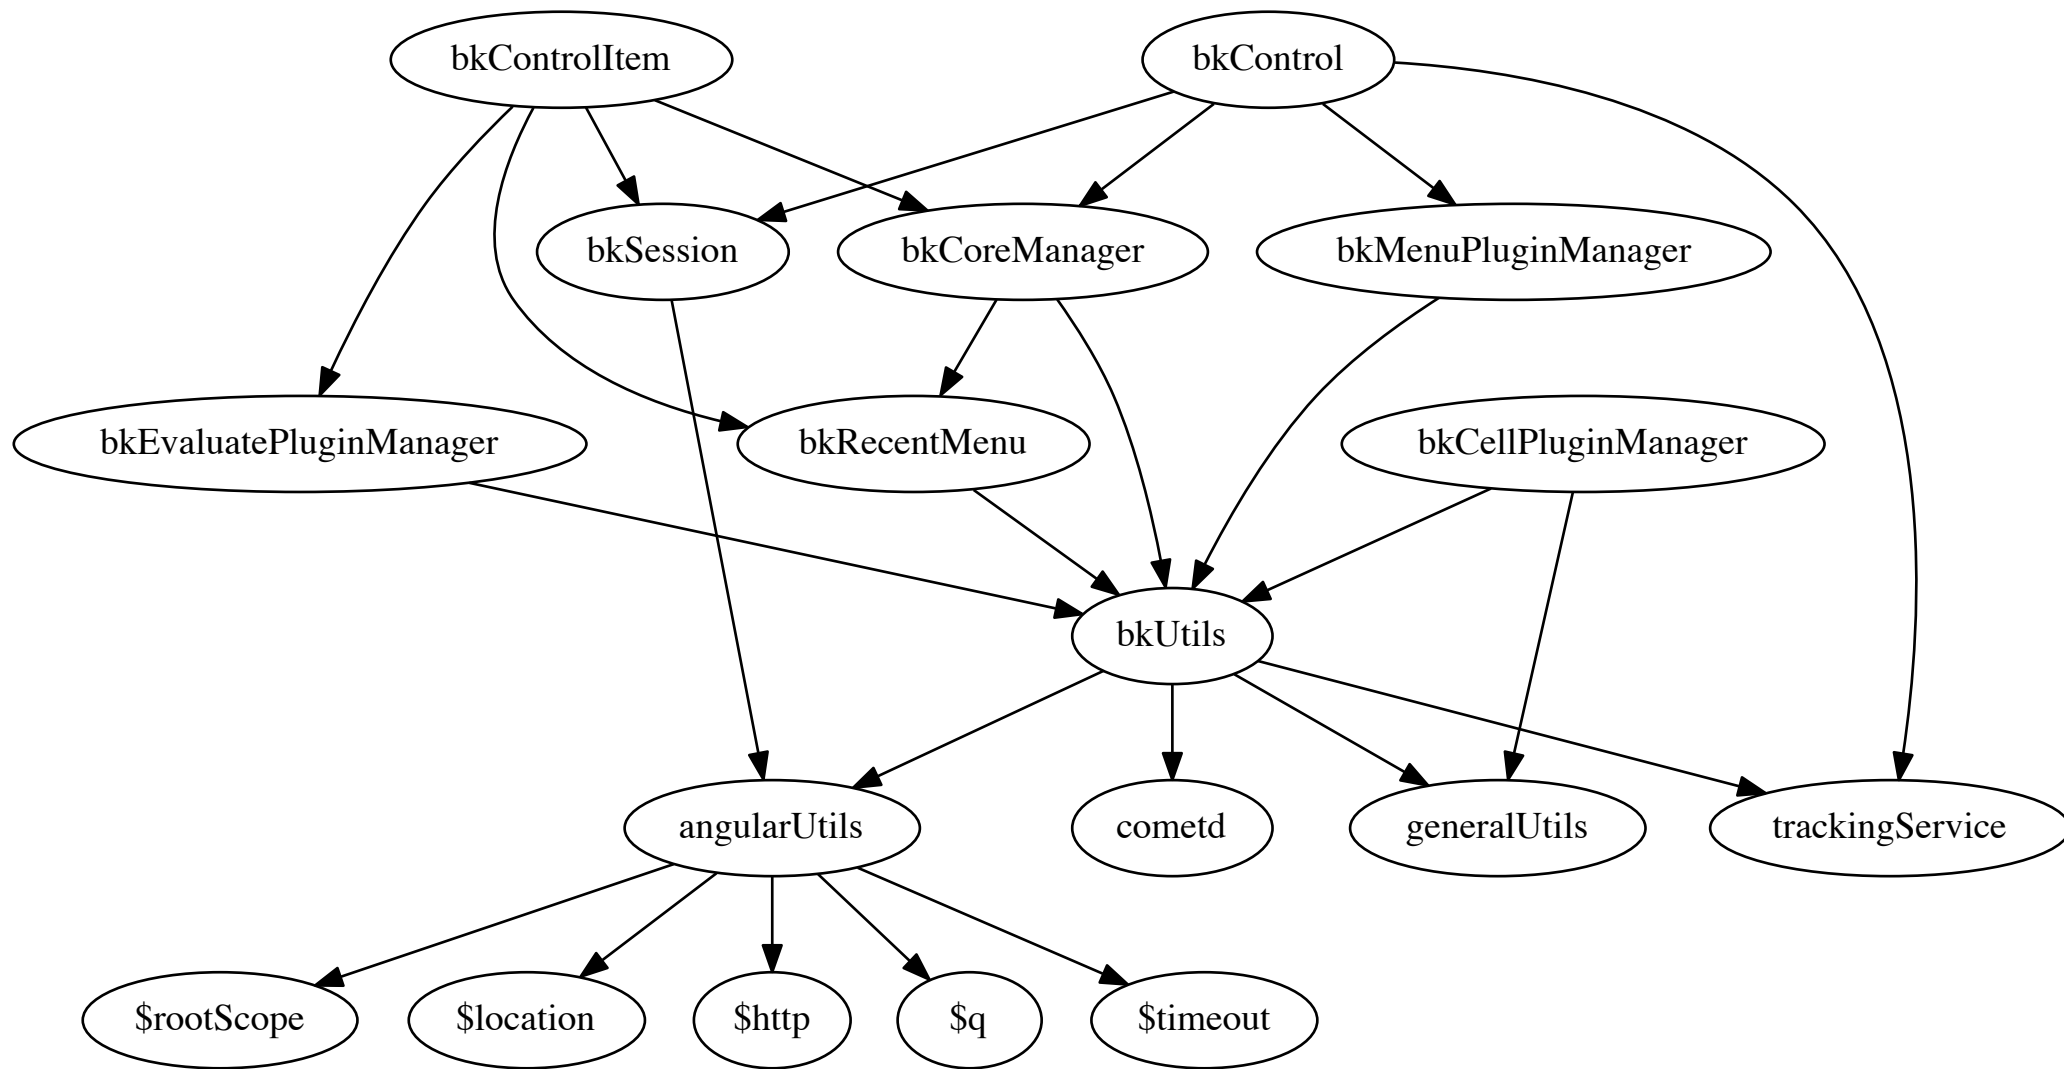 bkControlItem
bkControl
bkSession
bkCoreManager
bkMenuPluginManager
bkEvaluatePluginManager
bkRecentMenu
bkCellPluginManager
bkUtils
angularUtils
cometd
generalUtils
trackingService
$rootScope
$location
$http
$q
$timeout